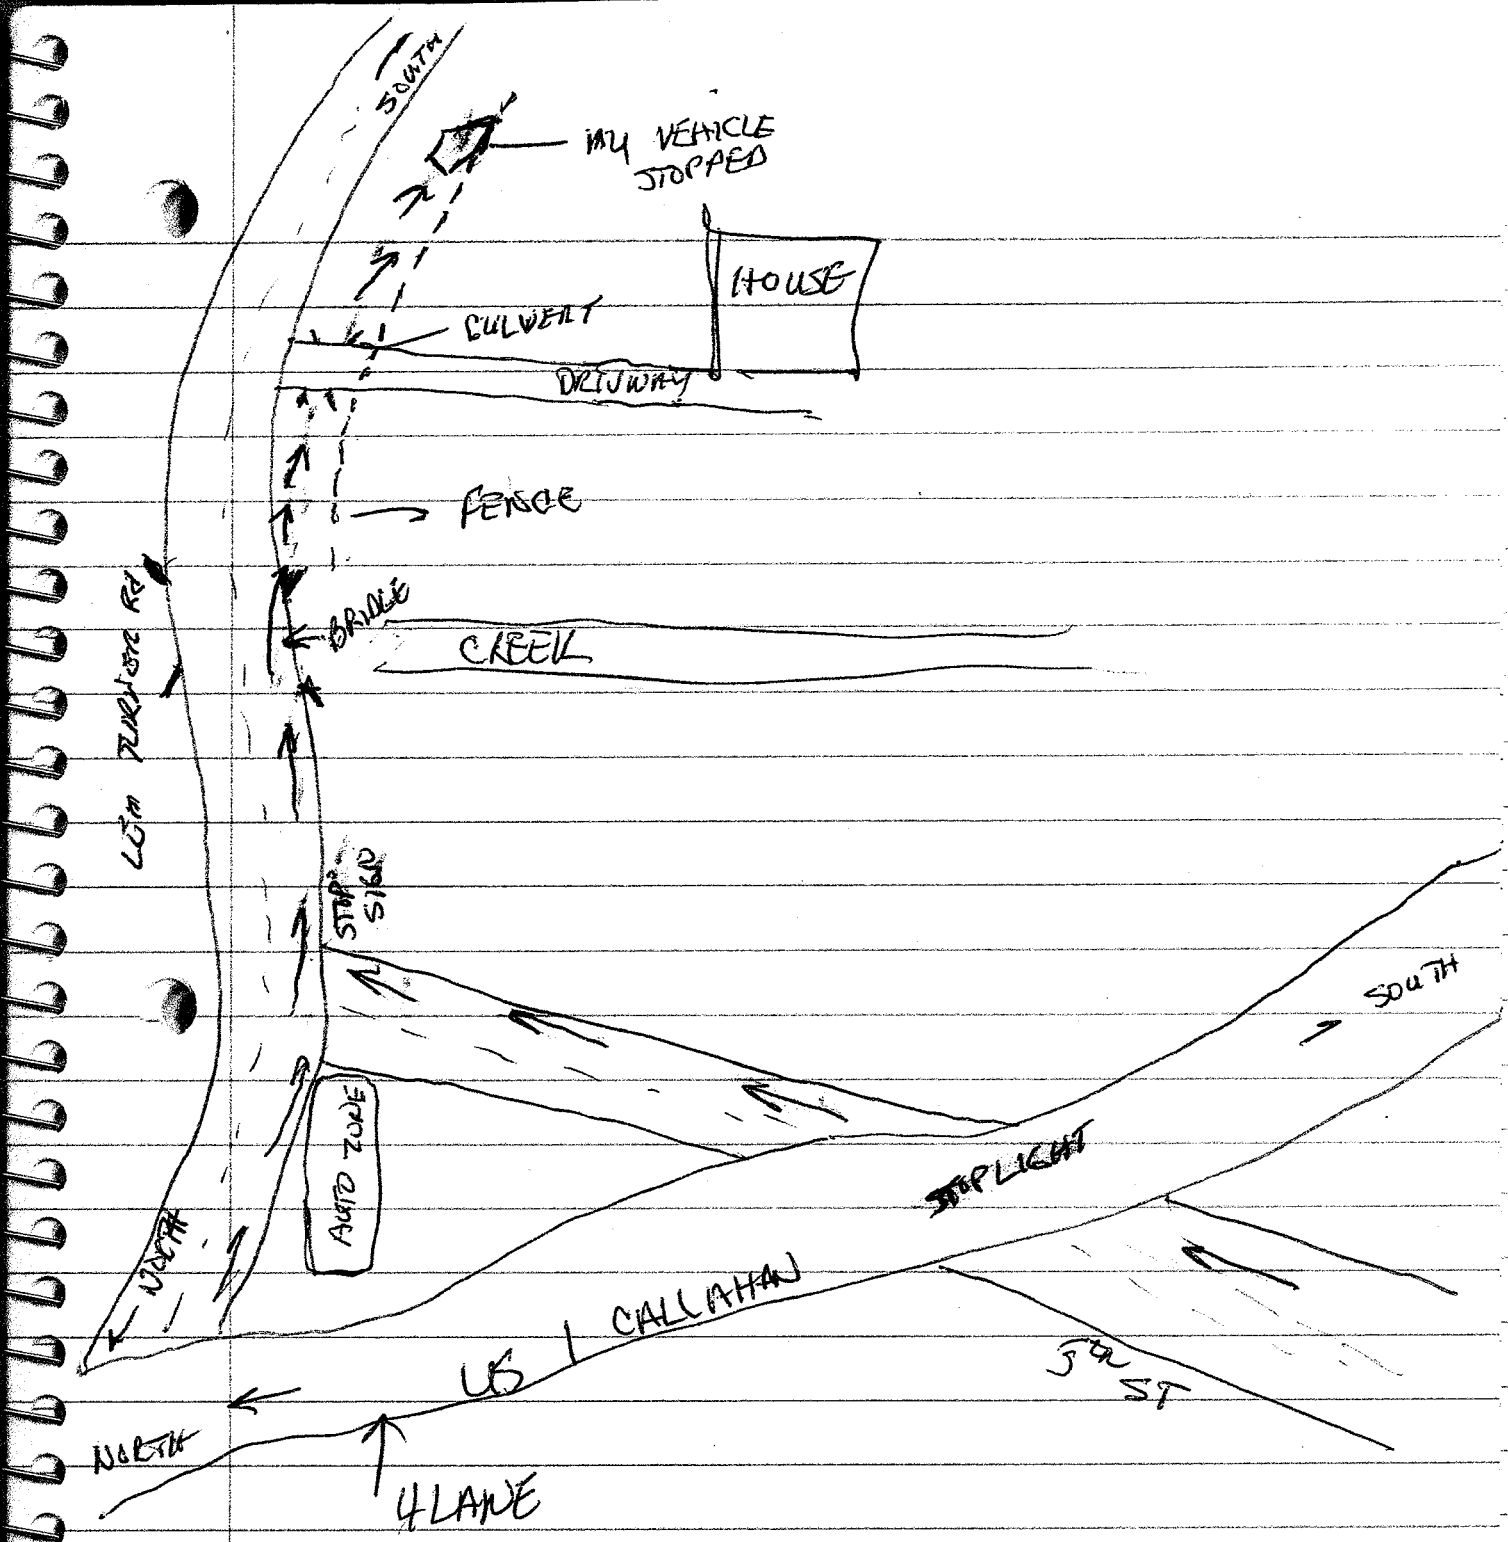 SOUTH
MY VEHICLE
STOPPED
HOUSE
CULVERT
DRIVWAY
FENCE
BRIDGE
CREEK
Rd
STOP
SIGN
SOUTH
AUTO ZONE
STOPLIGHT
NORTH
US 1 CALLAHAN
5th
ST
NORTH
4 LANE